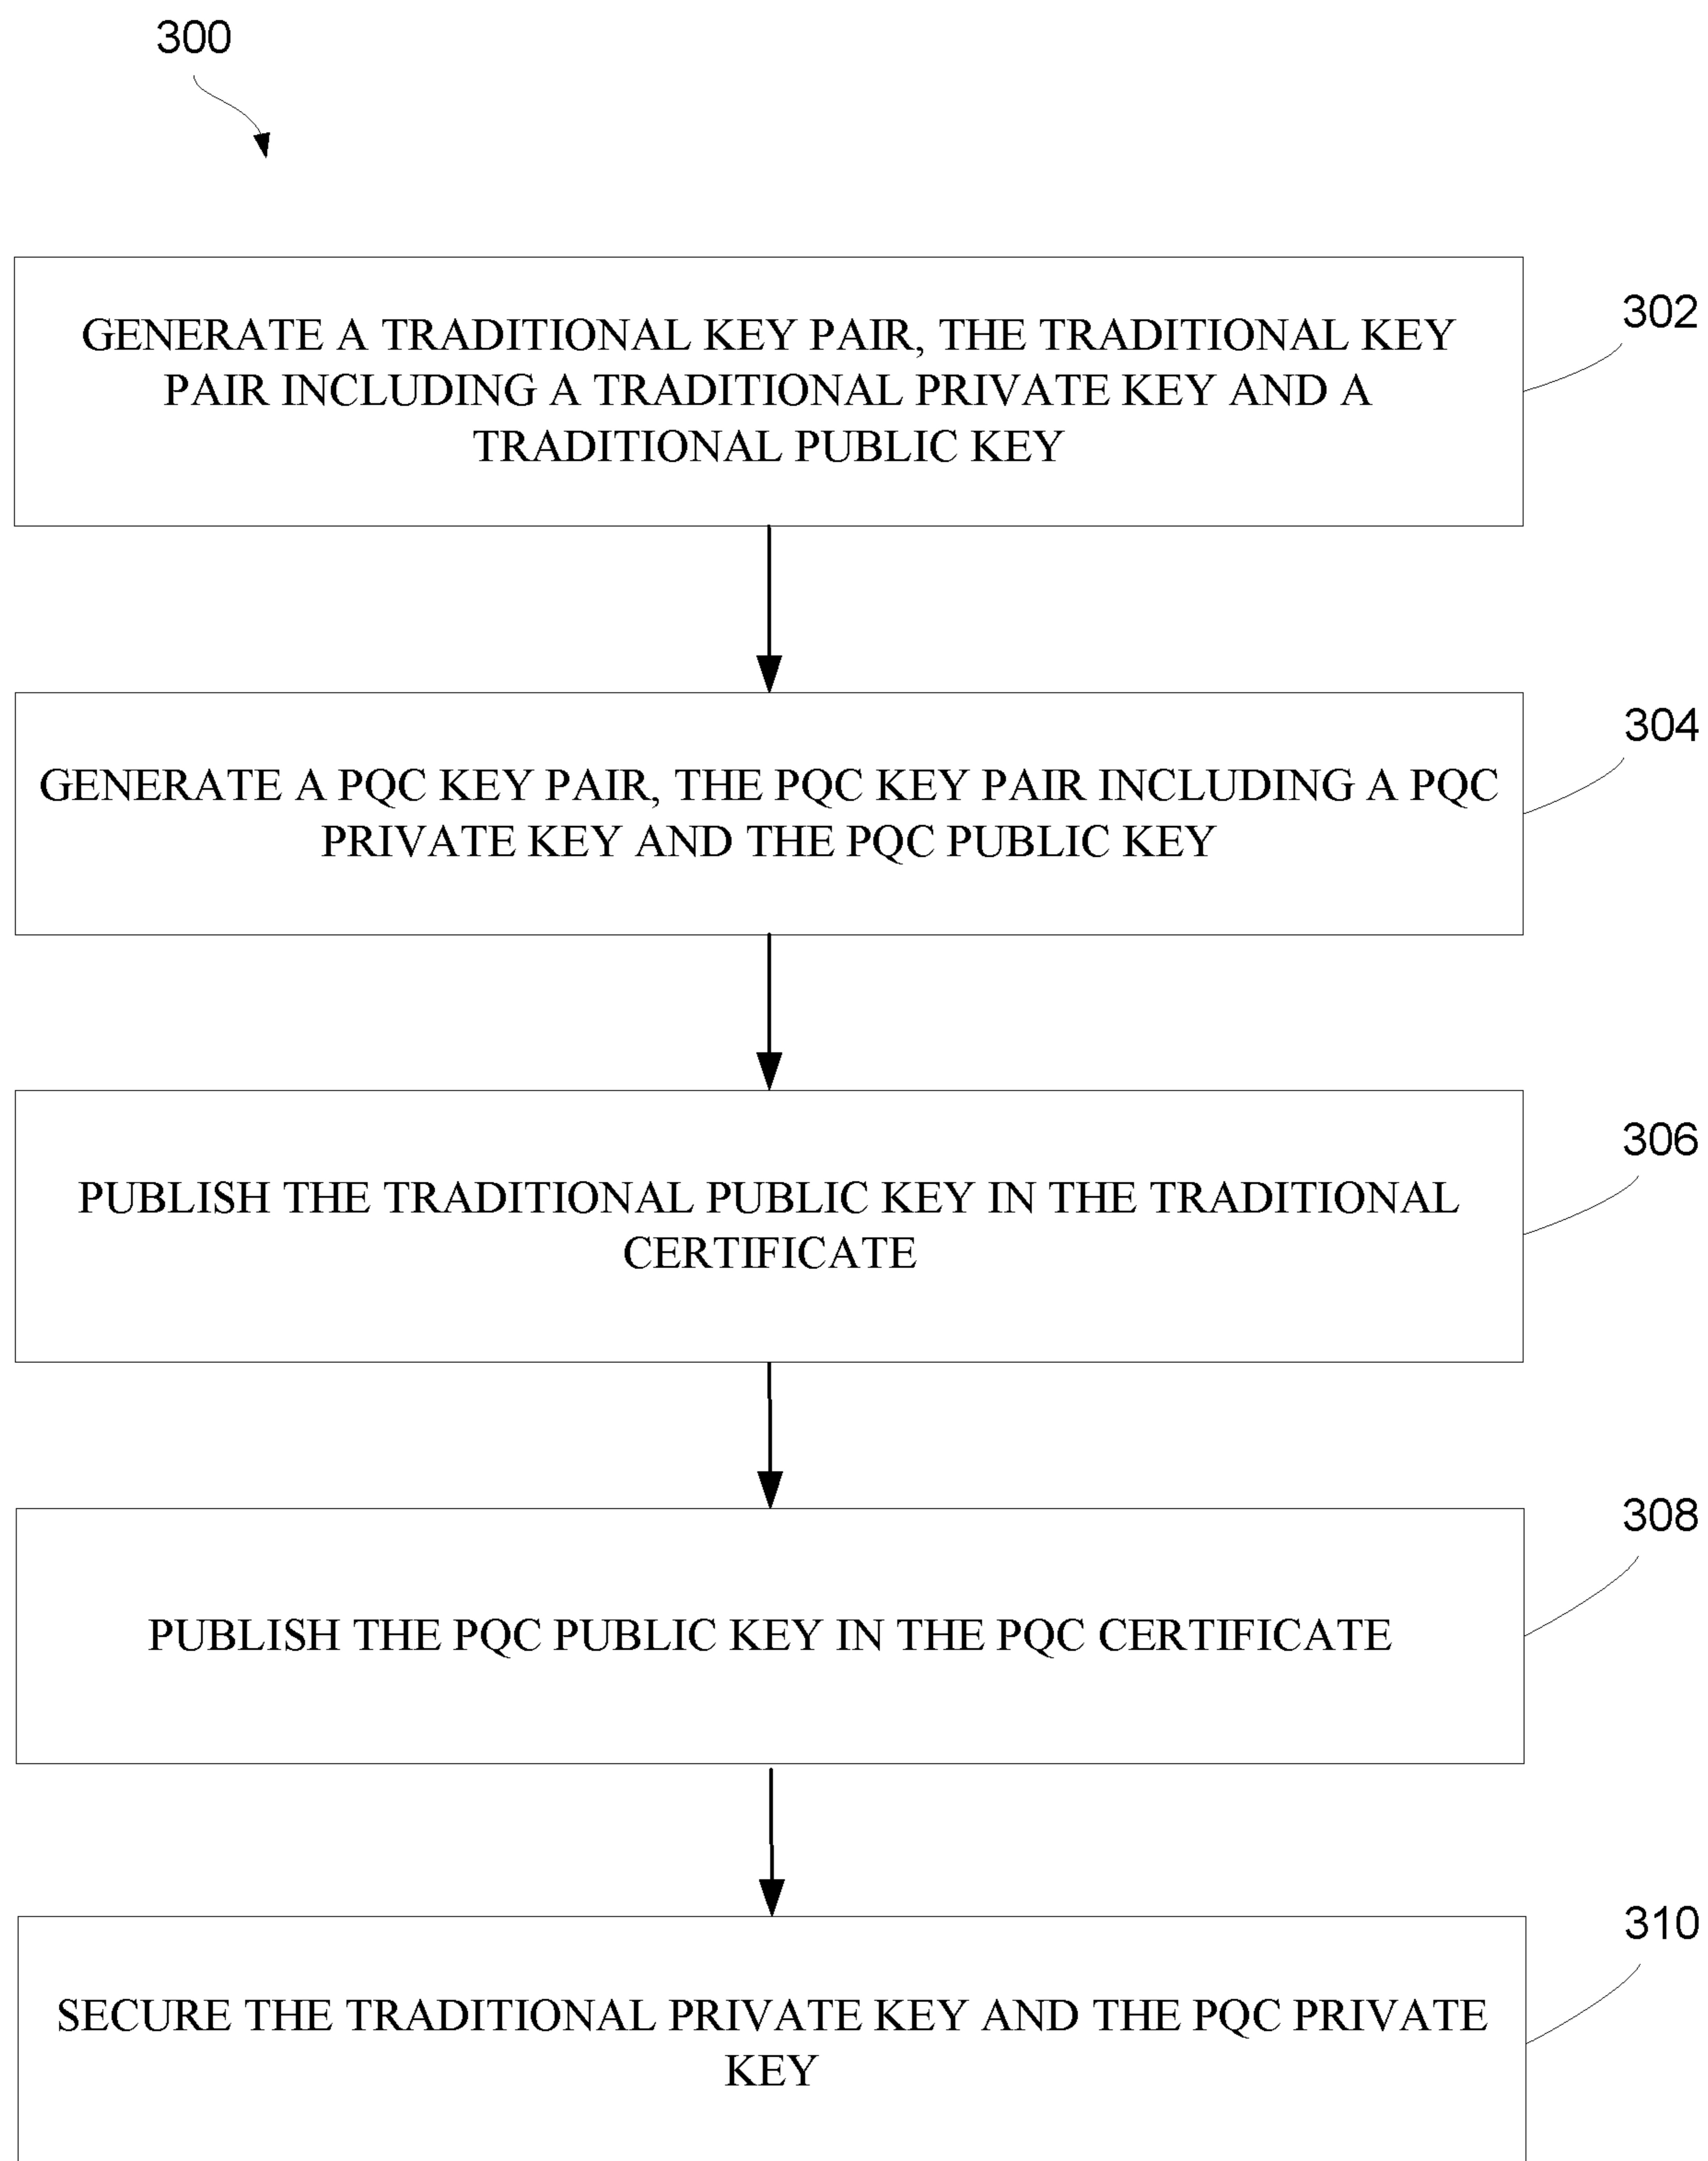 300
302
GENERATE A TRADITIONAL KEY PAIR, THE TRADITIONAL KEY
PAIR INCLUDING A TRADITIONAL PRIVATE KEY AND A
TRADITIONAL PUBLIC KEY
304
GENERATE A PQC KEY PAIR, THE PQC KEY PAIR INCLUDING A PQC
PRIVATE KEY AND THE PQC PUBLIC KEY
306
PUBLISH THE TRADITIONAL PUBLIC KEY IN THE TRADITIONAL
CERTIFICATE
308
PUBLISH THE PQC PUBLIC KEY IN THE PQC CERTIFICATE
310
SECURE THE TRADITIONAL PRIVATE KEY AND THE PQC PRIVATE
KEY